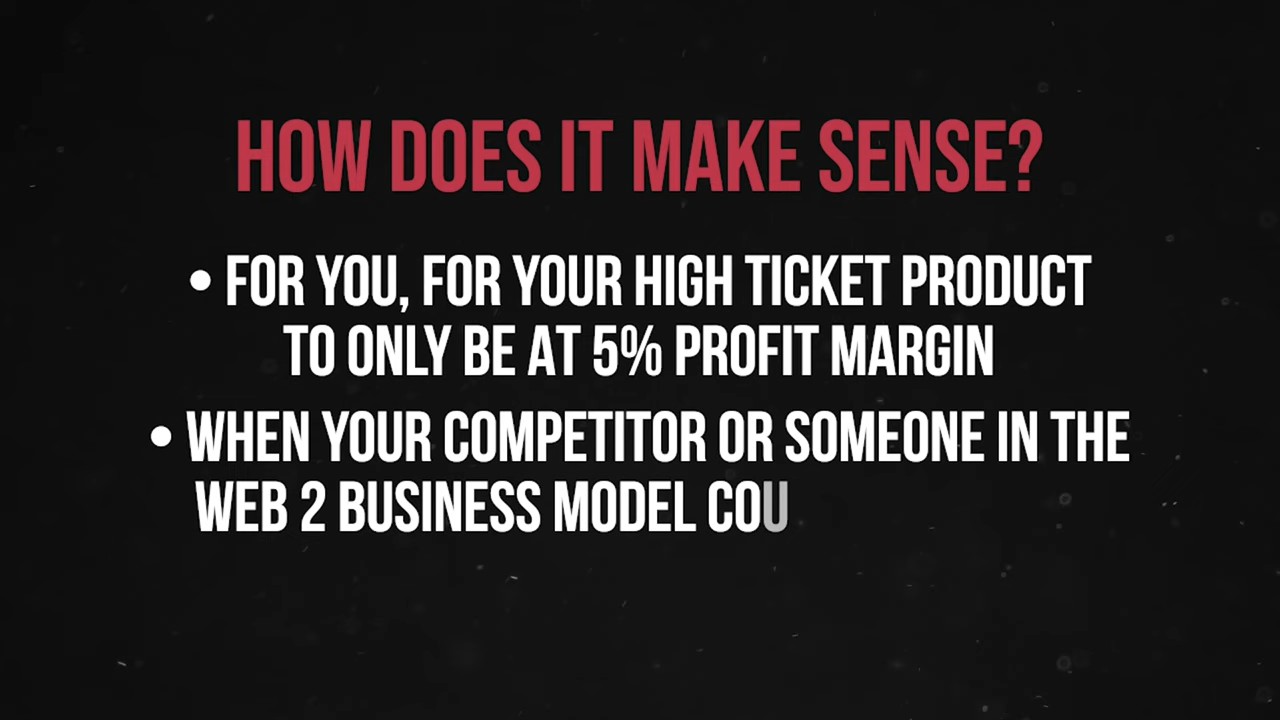 HOW DOES IT MAKE SENSE?
• FOR YOU, FOR YOUR HIGH TICKET PRODUCT
TO ONLY BE AT 5% PROFIT MARGIN
• WHEN YOUR COMPETITOR OR SOMEONE IN THE
WEB 2 BUSINESS MODEL COU